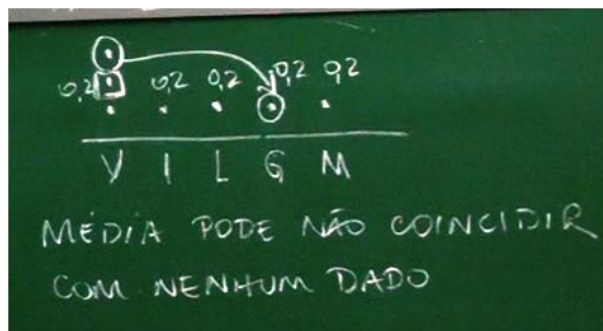 0,2 0,2 0,2 0,2 0,2
V I L G M
MÉDIA PODE NÃO COINCIDIR
COM NENHUM DADO